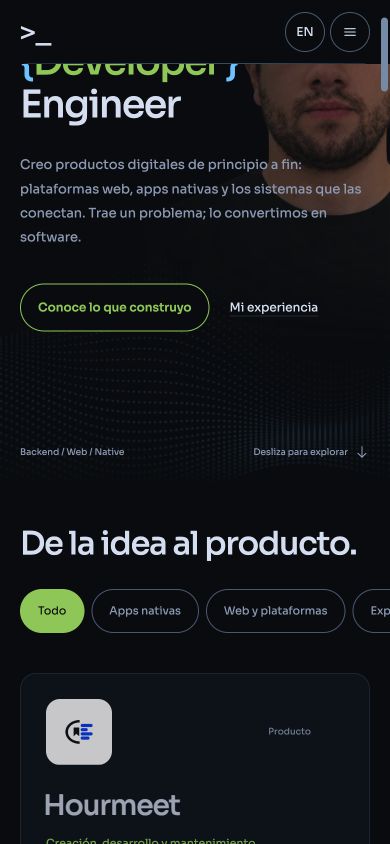 >_
EN
{Developer}
Engineer
Creo productos digitales de principio a fin:
plataformas web, apps nativas y los sistemas que las
conectan. Trae un problema; lo convertimos en
software.
Conoce lo que construyo
Mi experiencia
Backend / Web / Native
Desliza para explorar
De la idea al producto.
Todo
Apps nativas
Web y plataformas
Exp
Producto
Hourmeet
Creación, desarrollo y mantenimiento